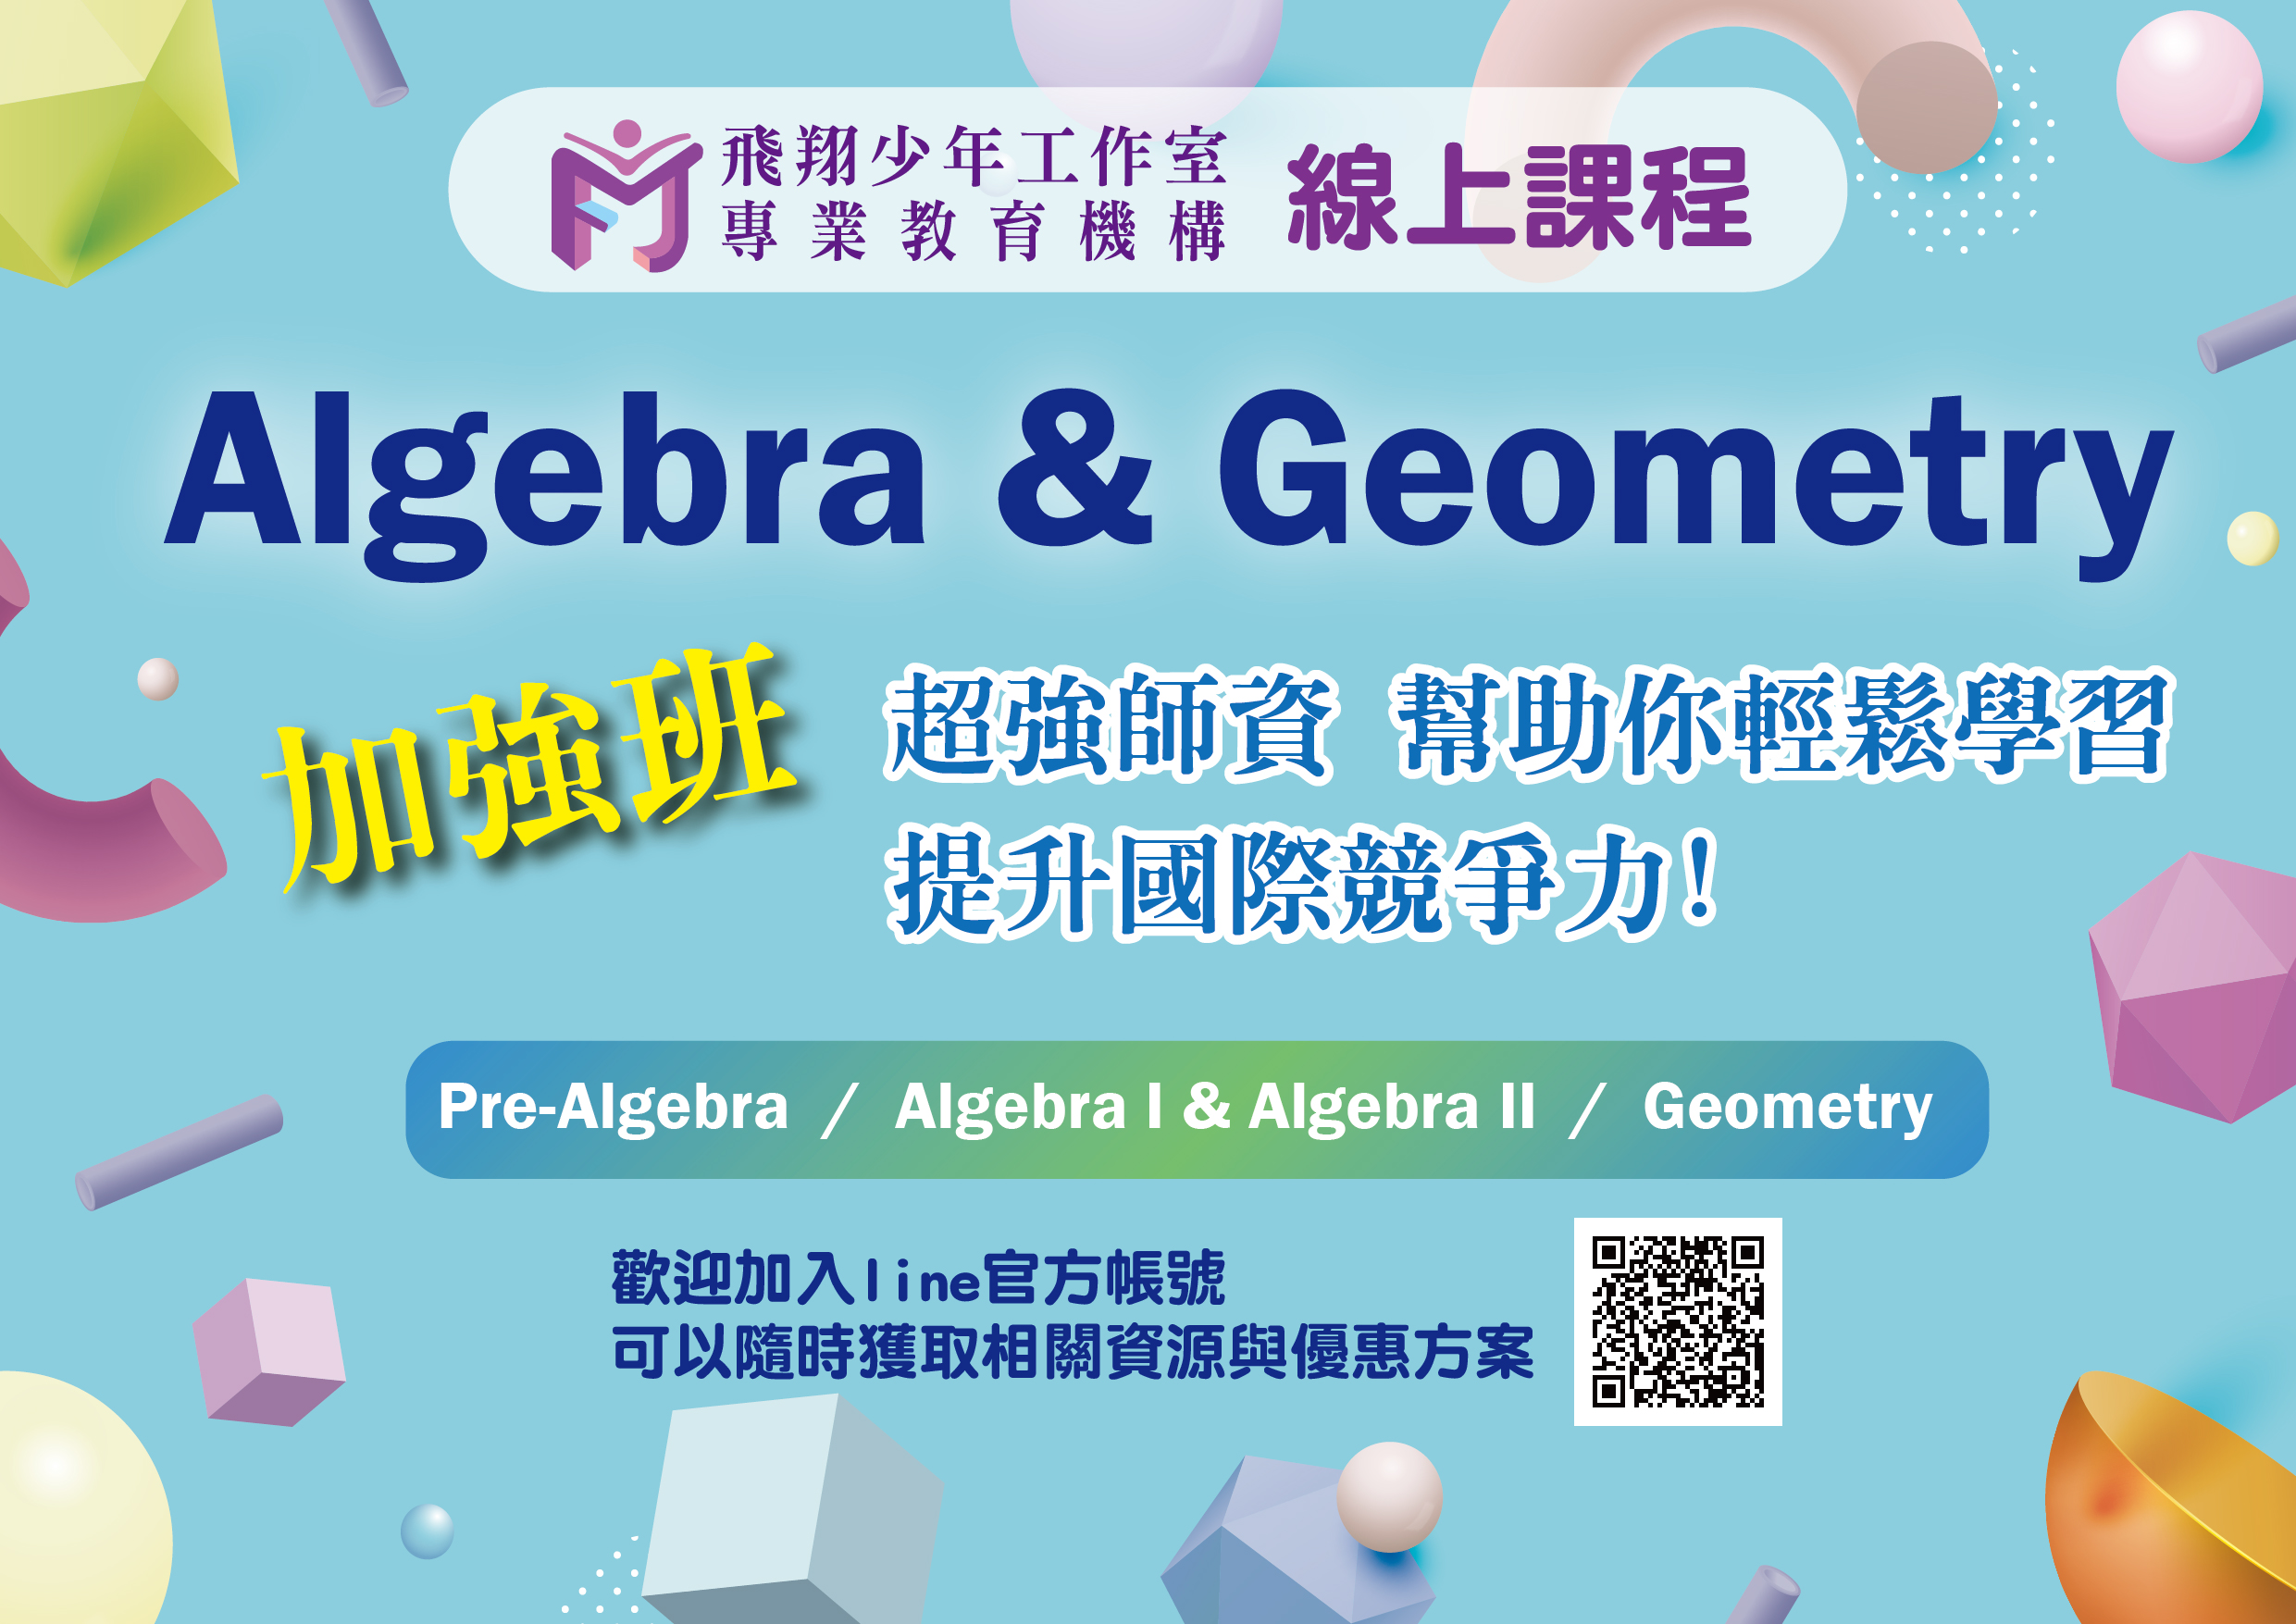 飛翔少年工作室
專業教育機構
線上課程
Algebra & Geometry
加強班
超強師資 幫助你輕鬆學習
提升國際競爭力!
Pre-Algebra / Algebra I & Algebra II / Geometry
歡迎加入line官方帳號
可以隨時獲取相關資源與優惠方案